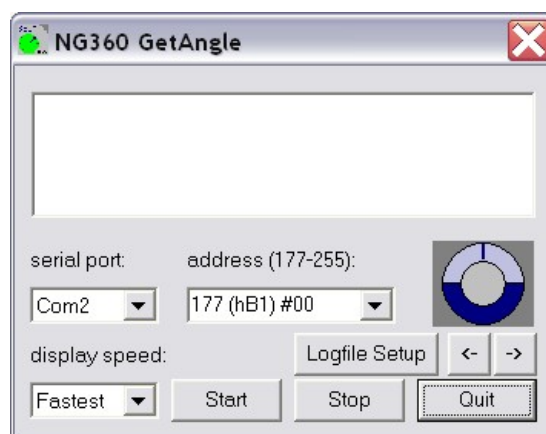 NG360 GetAngle
serial port: address (177-255):
Com2 177 (hB1) #00
display speed: Logfile Setup <- ->
Fastest Start Stop Quit